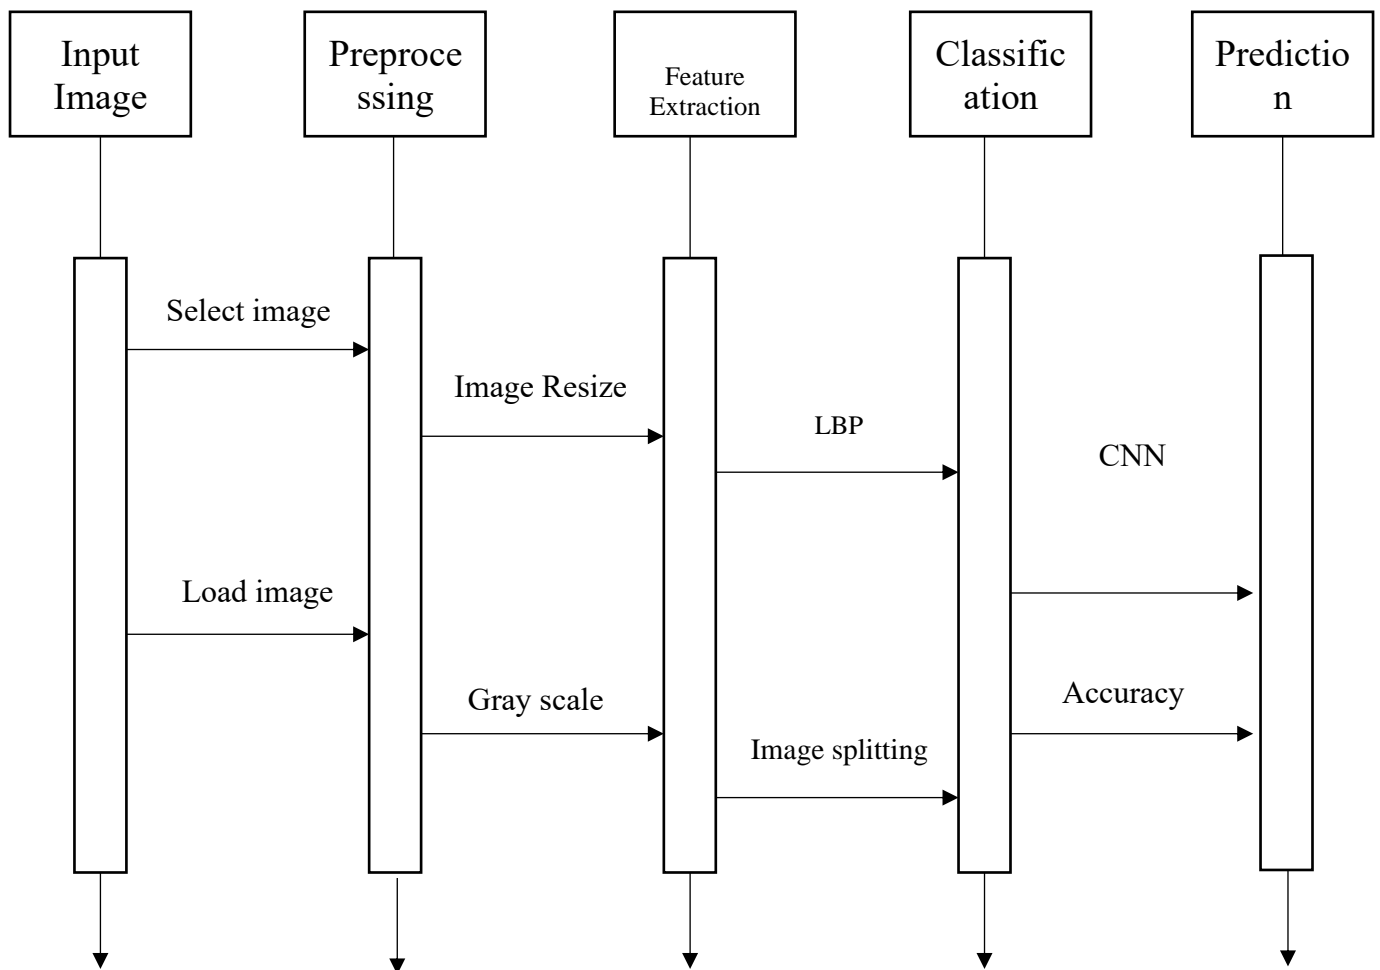 Input
Image
Preproce
ssing
Feature
Extraction
Classific
ation
Predictio
n
Select image
Image Resize
LBP
CNN
Load image
Gray scale
Accuracy
Image splitting